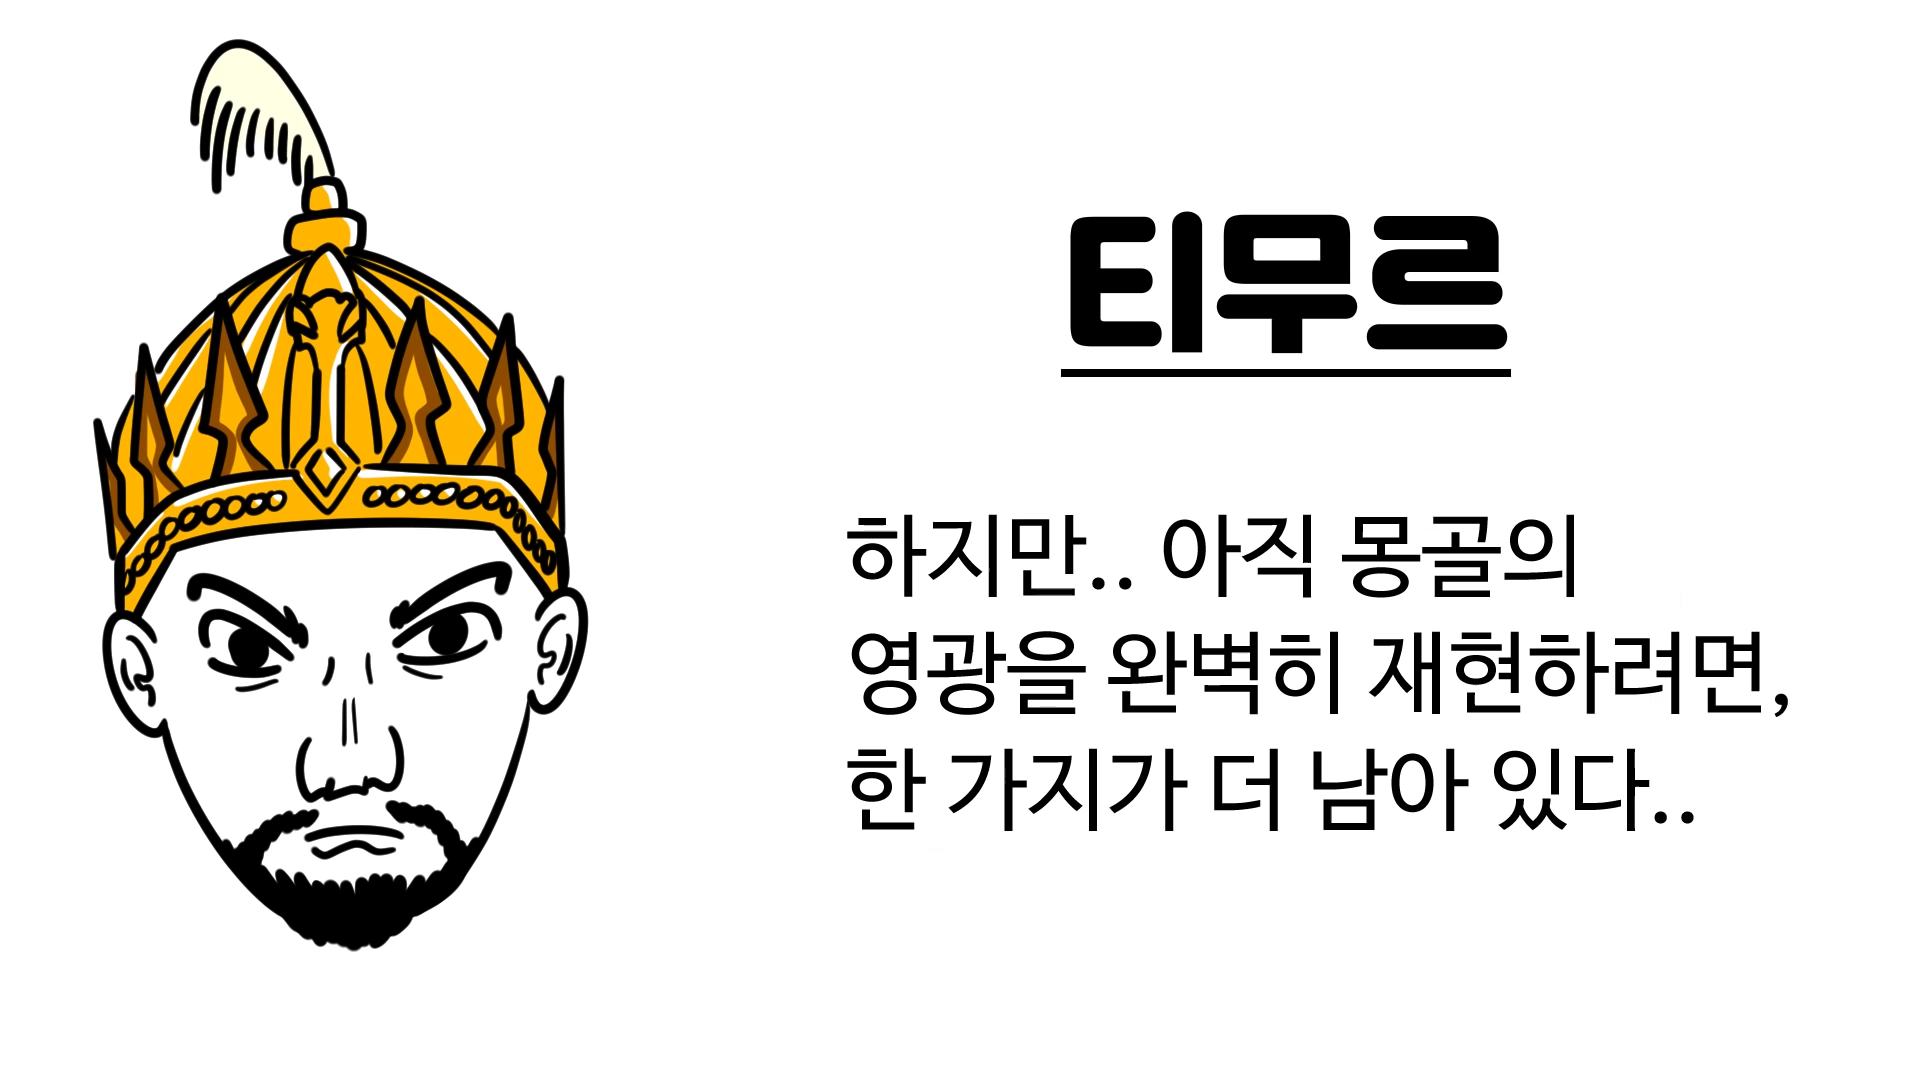 티무르
하지만.. 아직 몽골의
영광을 완벽히 재현하려면,
한 가지가 더 남아 있다..